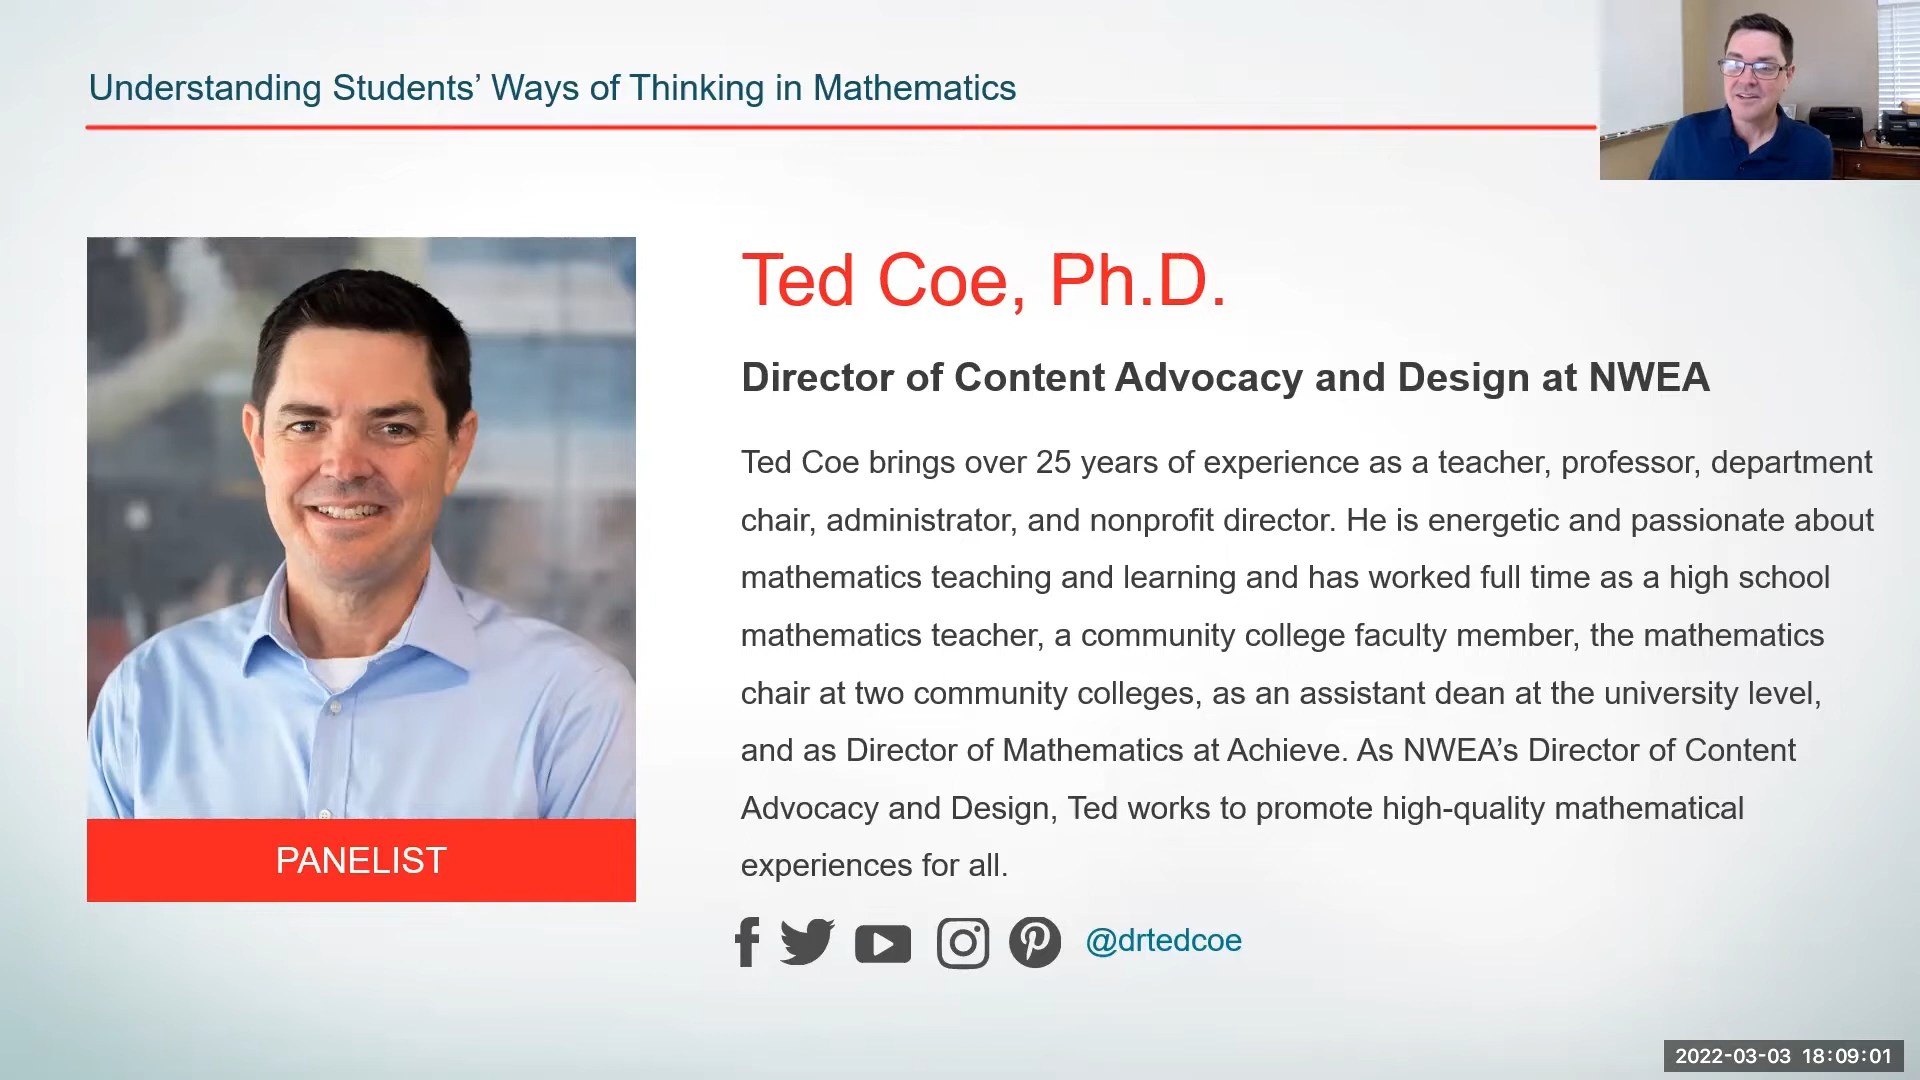 Understanding Students’ Ways of Thinking in Mathematics
Ted Coe, Ph.D.
Director of Content Advocacy and Design at NWEA
Ted Coe brings over 25 years of experience as a teacher, professor, department
chair, administrator, and nonprofit director. He is energetic and passionate about
mathematics teaching and learning and has worked full time as a high school
mathematics teacher, a community college faculty member, the mathematics
chair at two community colleges, as an assistant dean at the university level,
and as Director of Mathematics at Achieve. As NWEA’s Director of Content
Advocacy and Design, Ted works to promote high-quality mathematical
experiences for all.
PANELIST
@drtedcoe
2022-03-03 18:09:01